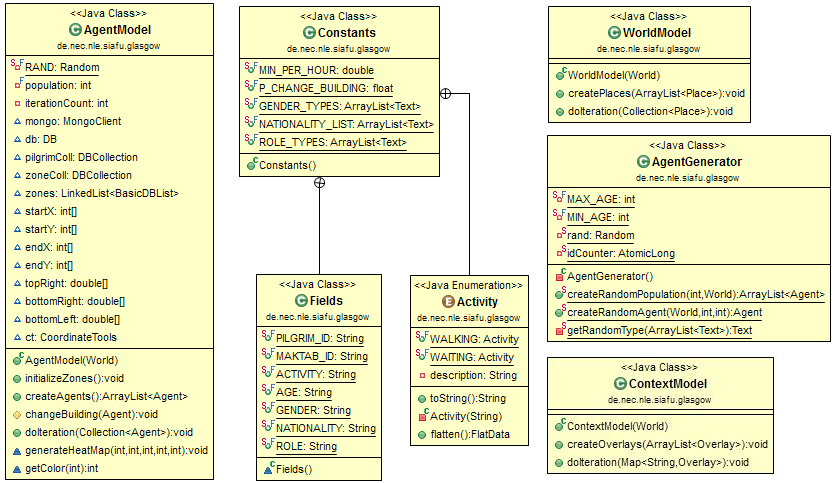 <<Java Class>>
AgentModel
de.nec.nle.siafu.glasgow
RAND: Random
population: int
iterationCount: int
mongo: MongoClient
db: DB
pilgrimColl: DBCollection
zoneColl: DBCollection
zones: LinkedList<BasicDBList>
startX: int[]
startY: int[]
endX: int[]
endY: int[]
topRight: double[]
bottomRight: double[]
bottomLeft: double[]
ct: CoordinateTools
AgentModel(World)
initializeZones():void
createAgents():ArrayList<Agent>
changeBuilding(Agent):void
doIteration(Collection<Agent>):void
generateHeatMap(int,int,int,int,int):void
getColor(int):int
<<Java Class>>
Constants
de.nec.nle.siafu.glasgow
MIN_PER_HOUR: double
P_CHANGE_BUILDING: float
GENDER_TYPES: ArrayList<Text>
NATIONALITY_LIST: ArrayList<Text>
ROLE_TYPES: ArrayList<Text>
Constants()
<<Java Class>>
Fields
de.nec.nle.siafu.glasgow
PILGRIM_ID: String
MAKTAB_ID: String
ACTIVITY: String
AGE: String
GENDER: String
NATIONALITY: String
ROLE: String
Fields()
<<Java Enumeration>>
Activity
de.nec.nle.siafu.glasgow
WALKING: Activity
WAITING: Activity
description: String
toString():String
Activity(String)
flatten():FlatData
<<Java Class>>
WorldModel
de.nec.nle.siafu.glasgow
WorldModel(World)
createPlaces(ArrayList<Place>):void
doIteration(Collection<Place>):void
<<Java Class>>
AgentGenerator
de.nec.nle.siafu.glasgow
MAX_AGE: int
MIN_AGE: int
rand: Random
idCounter: AtomicLong
AgentGenerator()
createRandomPopulation(int,World):ArrayList<Agent>
createRandomAgent(World,int,int):Agent
getRandomType(ArrayList<Text>):Text
<<Java Class>>
ContextModel
de.nec.nle.siafu.glasgow
ContextModel(World)
createOverlays(ArrayList<Overlay>):void
doIteration(Map<String,Overlay>):void